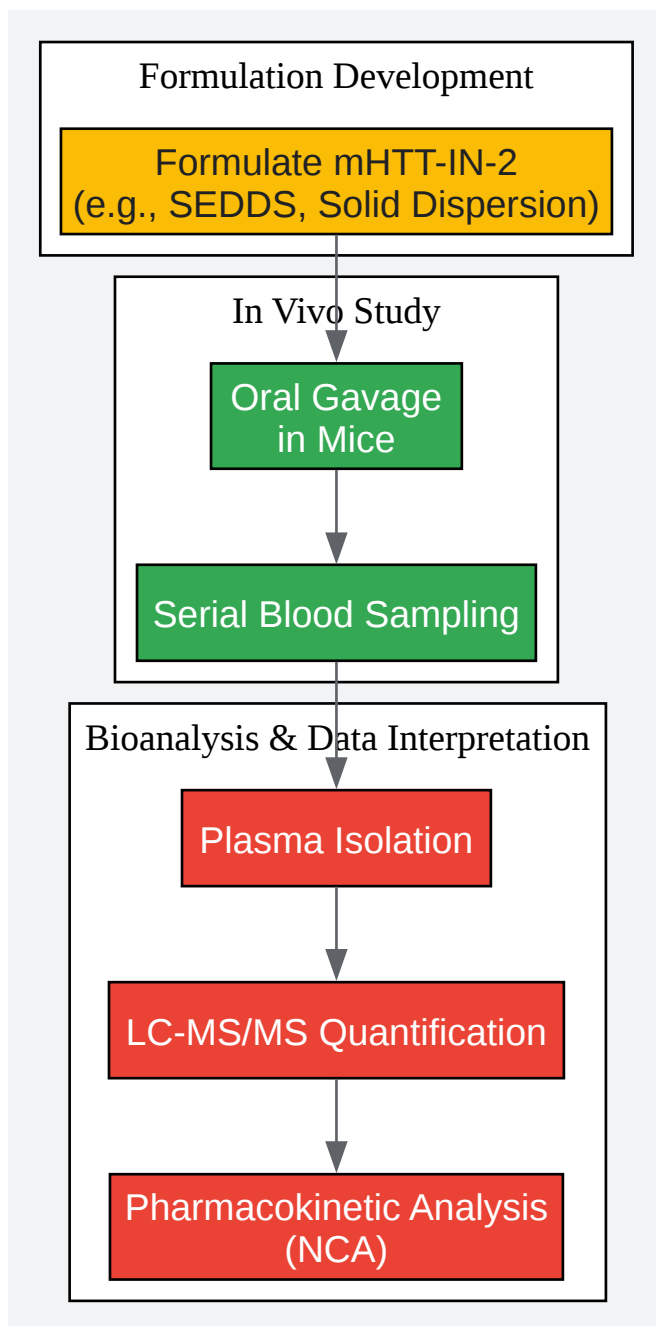 Formulation Development
Formulate mHTT-IN-2
(e.g., SEDDS, Solid Dispersion)
In Vivo Study
Oral Gavage
in Mice
Serial Blood Sampling
Bioanalysis & Data Interpretation
Plasma Isolation
LC-MS/MS Quantification
Pharmacokinetic Analysis
(NCA)